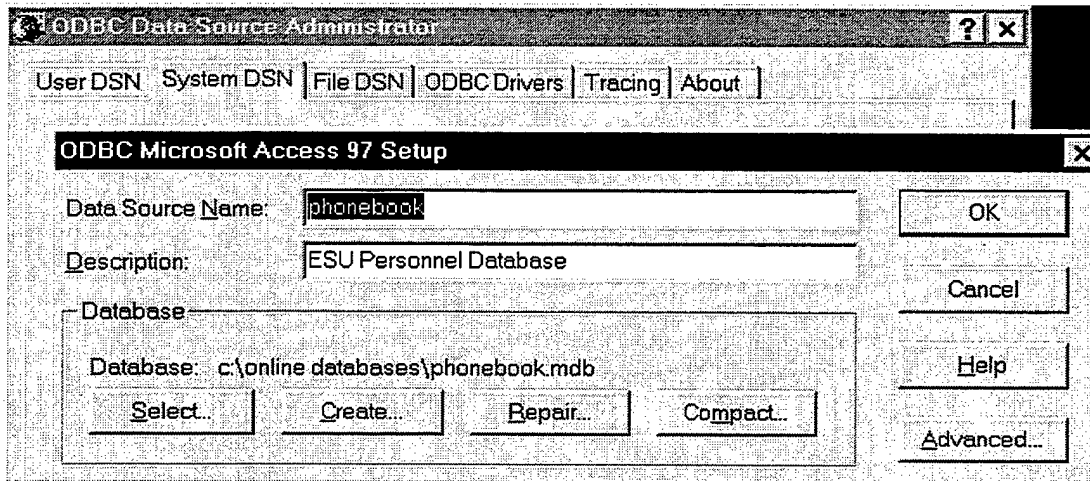 ODBC Data Source Administrator
? ×
User DSN System DSN File DSN ODBC Drivers Tracing About
ODBC Microsoft Access 97 Setup
×
Data Source Name: phonebook
OK
Description: ESU Personnel Database
Cancel
Database
Database: c:\online databases\phonebook.mdb
Help
Select... Create... Repair... Compact...
Advanced...